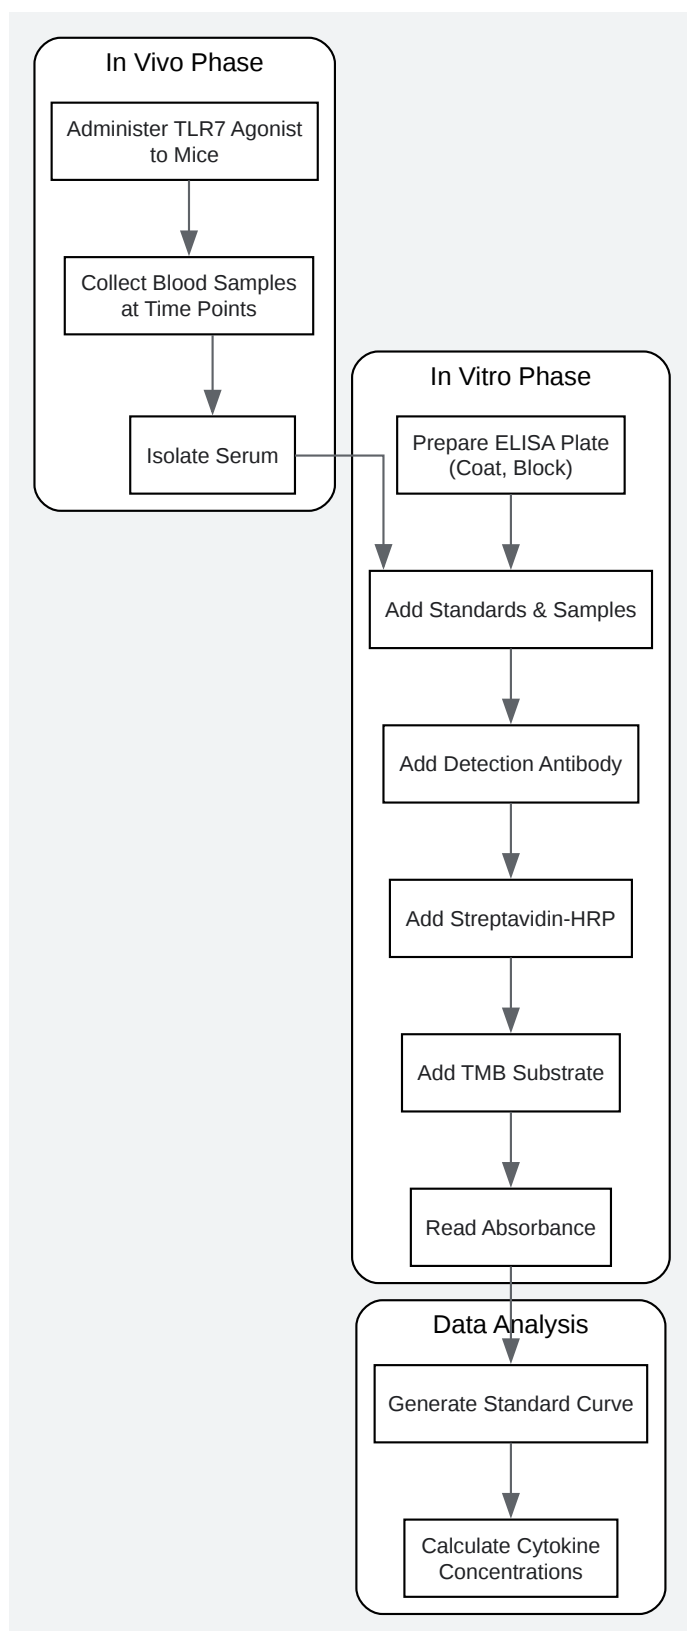 In Vivo Phase
Administer TLR7 Agonist
to Mice
Collect Blood Samples
at Time Points
Isolate Serum
In Vitro Phase
Prepare ELISA Plate
(Coat, Block)
Add Standards & Samples
Add Detection Antibody
Add Streptavidin-HRP
Add TMB Substrate
Read Absorbance
Data Analysis
Generate Standard Curve
Calculate Cytokine
Concentrations